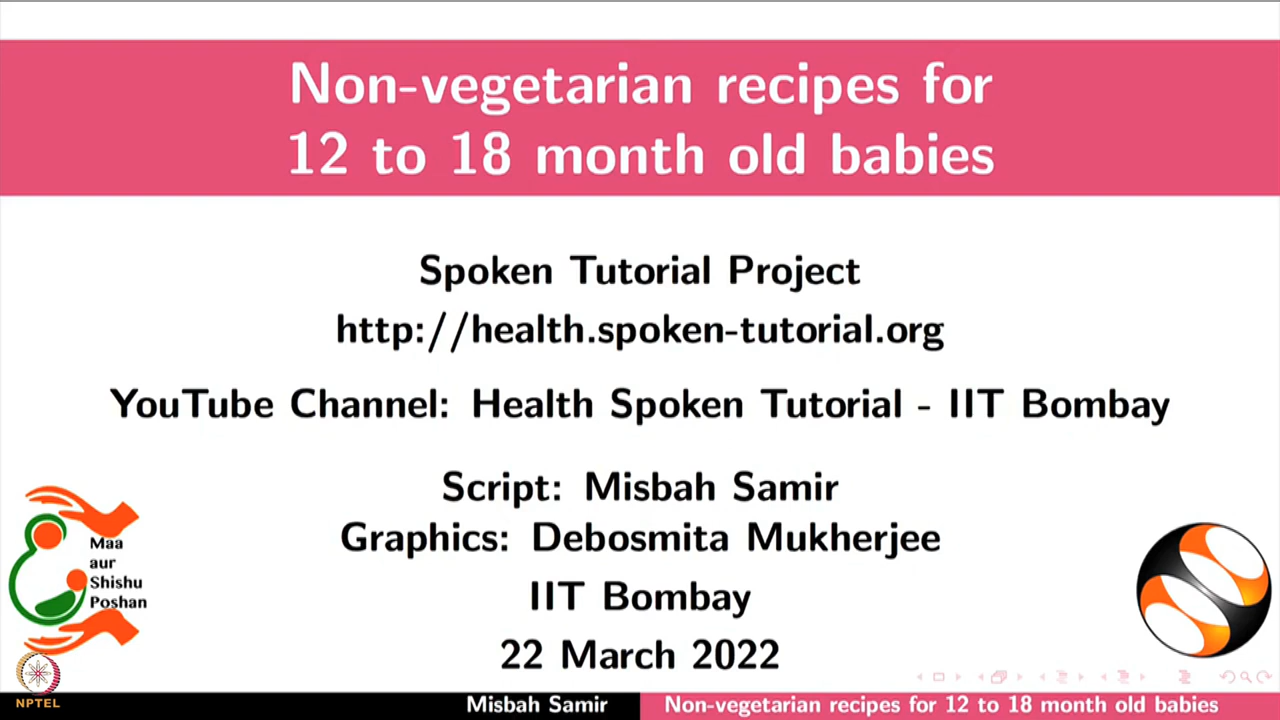 Non-vegetarian recipes for
12 to 18 month old babies
Spoken Tutorial Project
http://health.spoken-tutorial.org
YouTube Channel: Health Spoken Tutorial - IIT Bombay
Script: Misbah Samir
Graphics: Debosmita Mukherjee
IIT Bombay
22 March 2022
Maa
aur
Shishu
Poshan
NPTEL
Misbah Samir
Non-vegetarian recipes for 12 to 18 month old babies